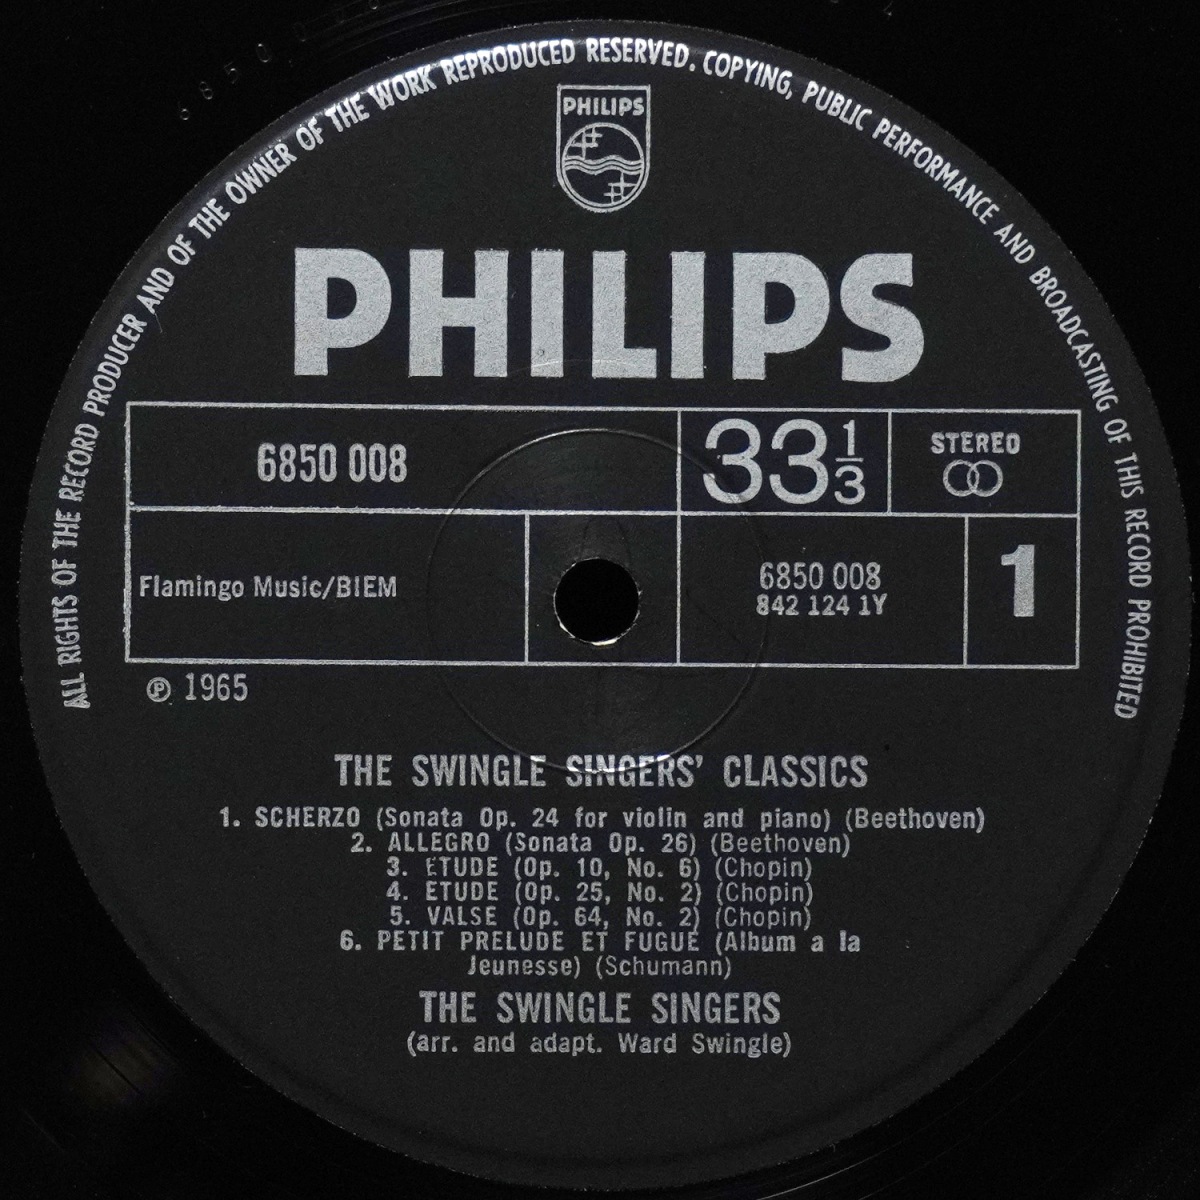 ALL RIGHTS OF THE RECORD PRODUCER AND OF THE OWNER OF THE WORK REPRODUCED RESERVED. COPYING, PUBLIC PERFORMANCE AND BROADCASTING OF THIS RECORD PROHIBITED
PHILIPS
PHILIPS
6850 008
33 1/3
STEREO
Flamingo Music/BIEM
6850 008
842 124 1Y
1
Ⓟ 1965
THE SWINGLE SINGERS' CLASSICS
1. SCHERZO (Sonata Op. 24 for violin and piano) (Beethoven)
2. ALLEGRO (Sonata Op. 26) (Beethoven)
3. ETUDE (Op. 10, No. 6) (Chopin)
4. ETUDE (Op. 25, No. 2) (Chopin)
5. VALSE (Op. 64, No. 2) (Chopin)
6. PETIT PRELUDE ET FUGUE (Album a la
Jeunesse) (Schumann)
THE SWINGLE SINGERS
(arr. and adapt. Ward Swingle)